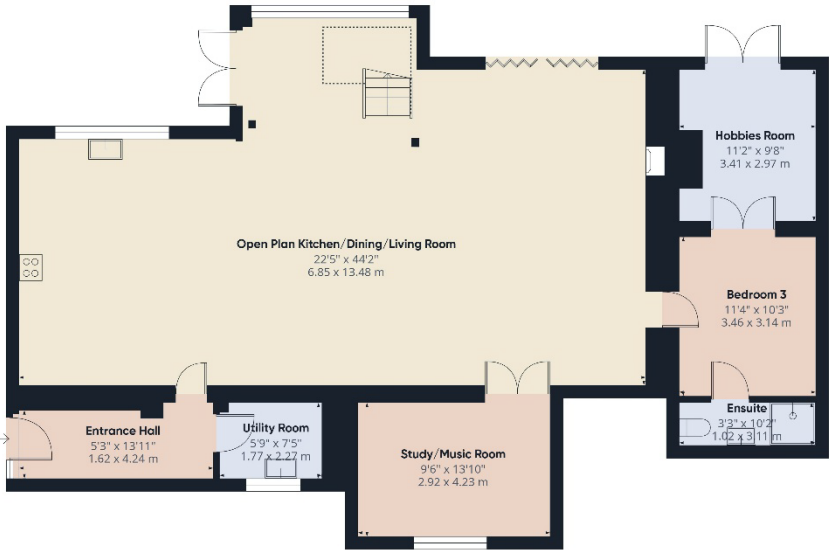 Hobbies Room
11'2" x 9'8"
3.41 x 2.97 m
Open Plan Kitchen/Dining/Living Room
22'5" x 44'2"
6.85 x 13.48 m
Bedroom 3
11'4" x 10'3"
3.46 x 3.14 m
Ensuite
3'3" x 10'2"
1.02 x 3.11 m
Entrance Hall
5'3" x 13'11"
1.62 x 4.24 m
Utility Room
5'9" x 7'5"
1.77 x 2.27 m
Study/Music Room
9'6" x 13'10"
2.92 x 4.23 m